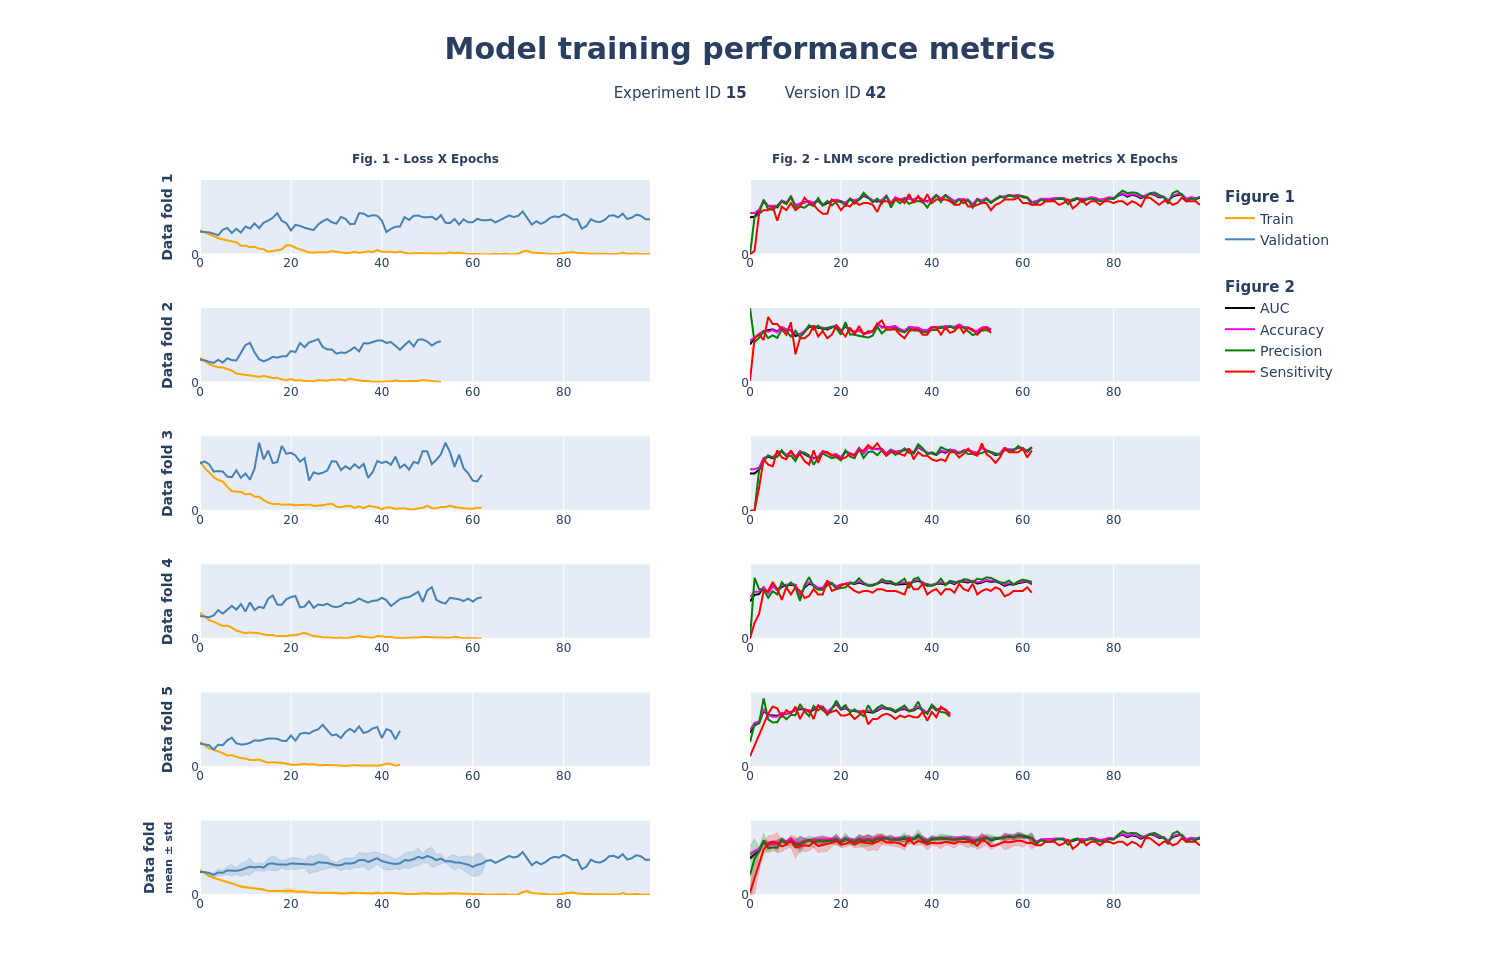 Model training performance metrics
Experiment ID 15 Version ID 42
Fig. 1 - Loss X Epochs
Fig. 2 - LNM score prediction performance metrics X Epochs
Data fold 1
0
0 20 40 60 80
0
0 20 40 60 80
Data fold 2
0
0 20 40 60 80
0
0 20 40 60 80
Data fold 3
0
0 20 40 60 80
0
0 20 40 60 80
Data fold 4
0
0 20 40 60 80
0
0 20 40 60 80
Data fold 5
0
0 20 40 60 80
0
0 20 40 60 80
Data fold
mean ± std
0
0 20 40 60 80
0
0 20 40 60 80
Figure 1
Train
Validation
Figure 2
AUC
Accuracy
Precision
Sensitivity